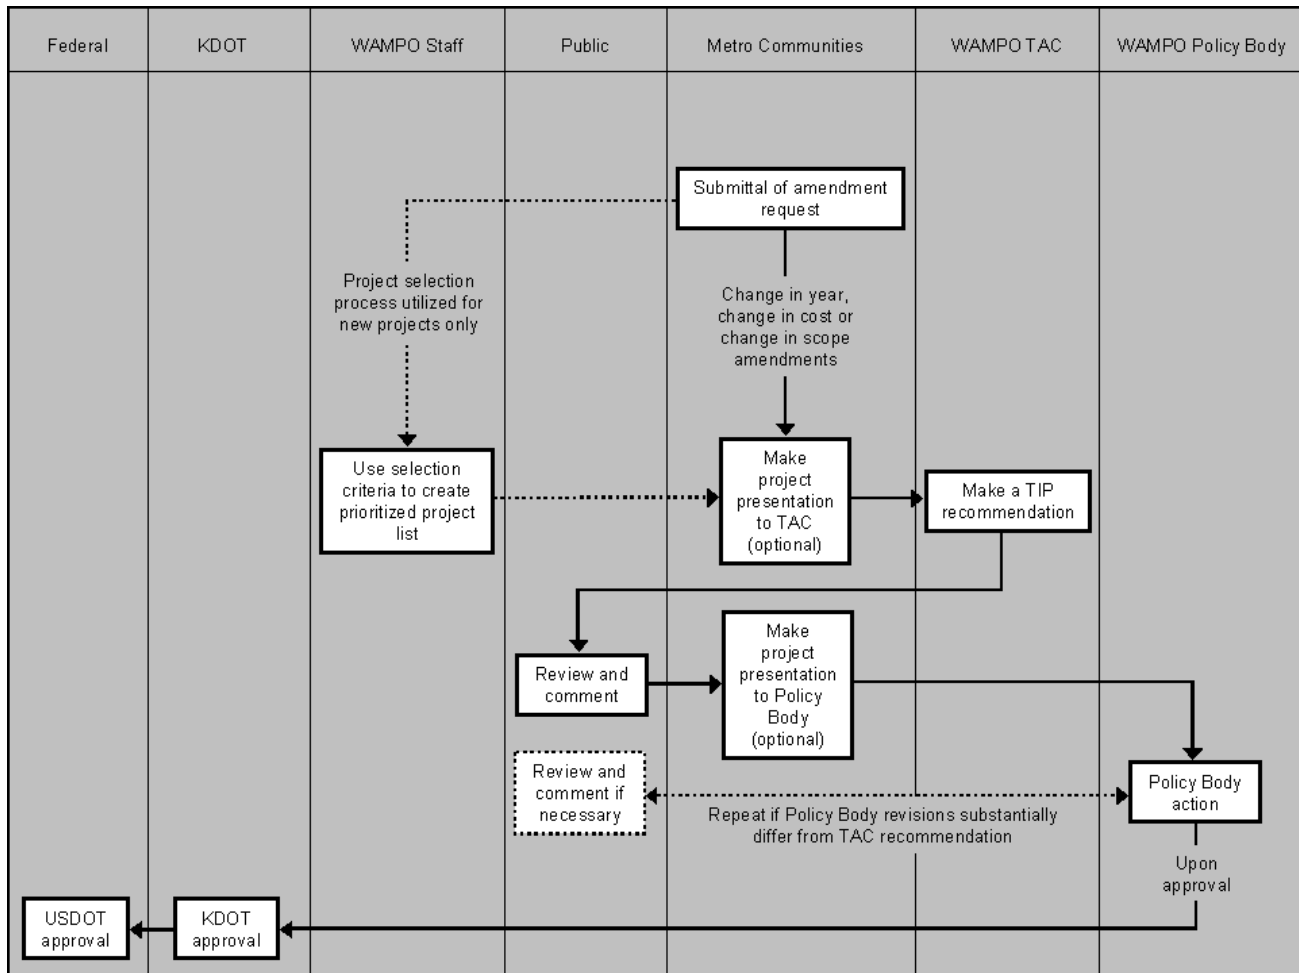 Federal
KDOT
WAMPO Staff
Public
Metro Communities
WAMPO TAC
WAMPO Policy Body
Submittal of amendment
request
Project selection
process utilized for
new projects only
Change in year,
change in cost or
change in scope
amendments
Use selection
criteria to create
prioritized project
list
Make
project
presentation
to TAC
(optional)
Make a TIP
recommendation
Review and
comment
Make
project
presentation
to Policy
Body
(optional)
Review and
comment if
necessary
Repeat if Policy Body revisions substantially
differ from TAC recommendation
Policy Body
action
Upon
approval
USDOT
approval
KDOT
approval